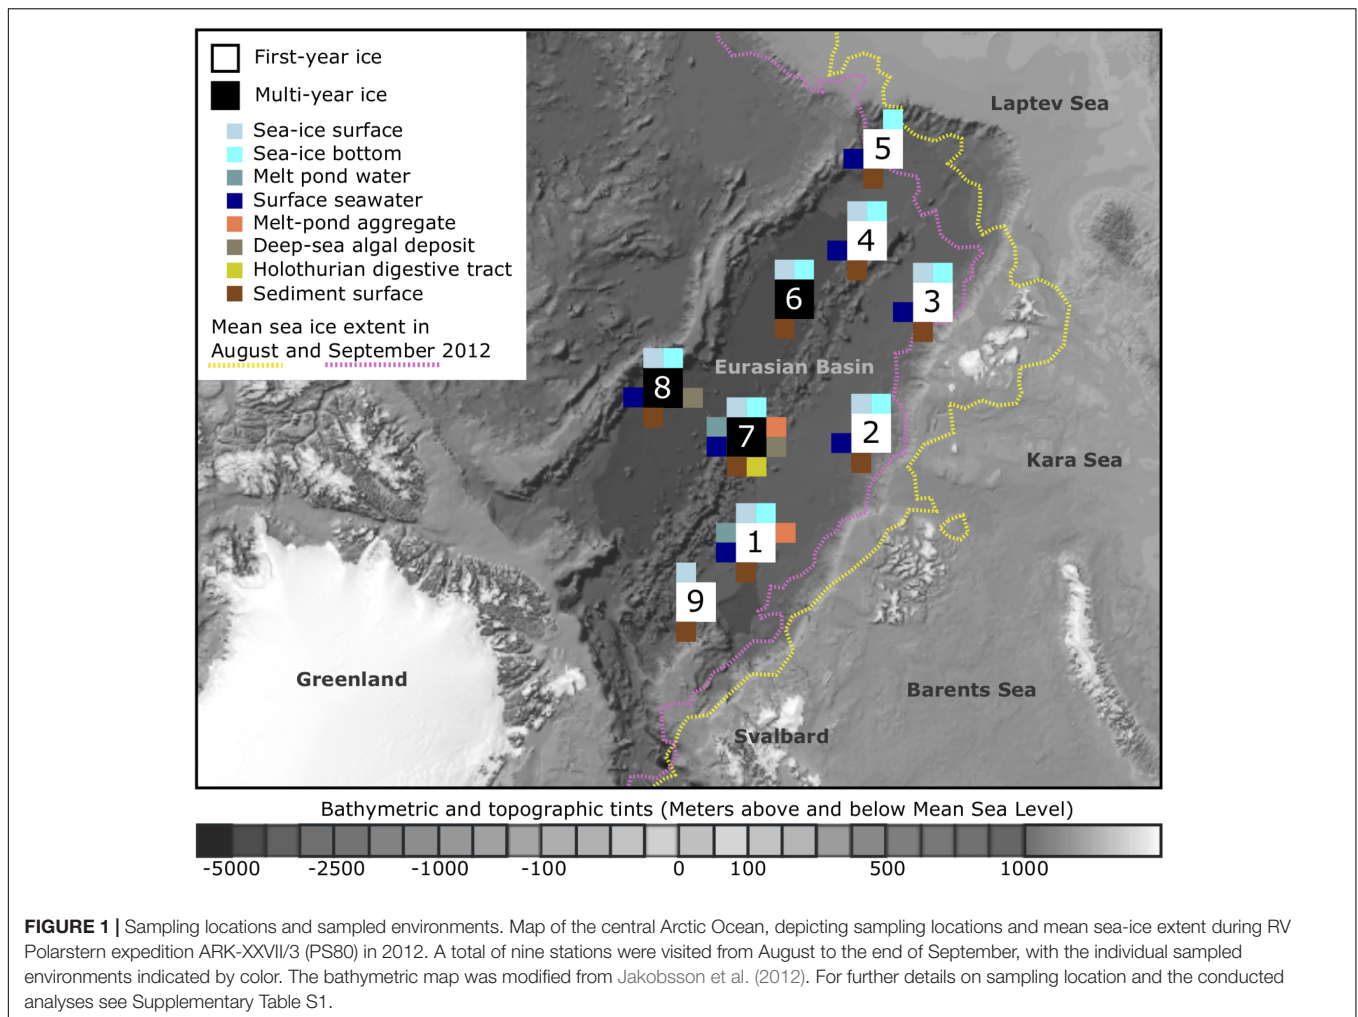 First-year ice
Multi-year ice
Sea-ice surface
Sea-ice bottom
Melt pond water
Surface seawater
Melt-pond aggregate
Deep-sea algal deposit
Holothurian digestive tract
Sediment surface
Mean sea ice extent in
August and September 2012
Laptev Sea
5
4
6
3
Eurasian Basin
8
7
2
Kara Sea
1
9
Greenland
Barents Sea
Svalbard
Bathymetric and topographic tints (Meters above and below Mean Sea Level)
-5000 -2500 -1000 -100 0 100 500 1000
FIGURE 1 | Sampling locations and sampled environments. Map of the central Arctic Ocean, depicting sampling locations and mean sea-ice extent during RV
Polarstern expedition ARK-XXVII/3 (PS80) in 2012. A total of nine stations were visited from August to the end of September, with the individual sampled
environments indicated by color. The bathymetric map was modified from Jakobsson et al. (2012). For further details on sampling location and the conducted
analyses see Supplementary Table S1.